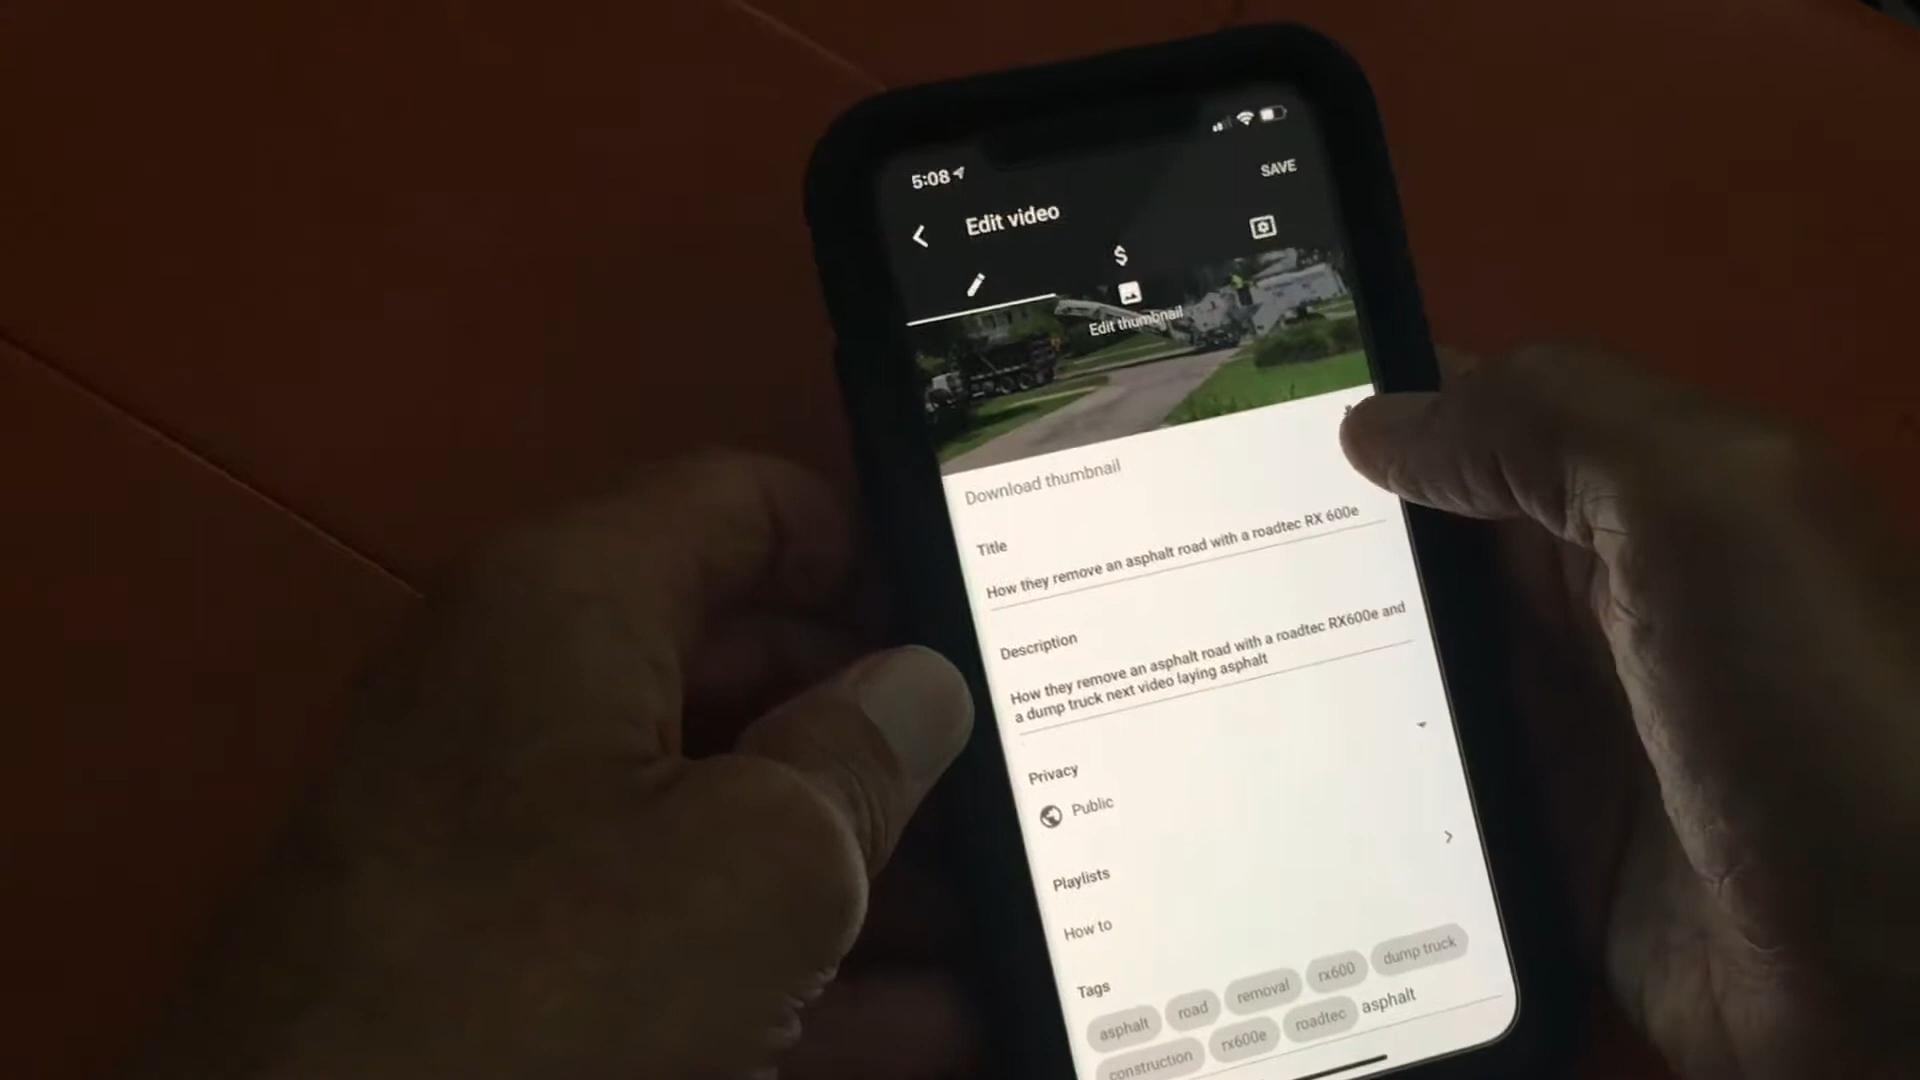 5:08
SAVE
Edit video
$
Edit thumbnail
Download thumbnail
Title
How they remove an asphalt road with a roadtec RX 600e
Description
How they remove an asphalt road with a roadtec RX600e and
a dump truck next video laying asphalt
Privacy
Public
Playlists
How to
Tags
asphalt road removal rx600 dump truck
construction rx600e roadtec asphalt